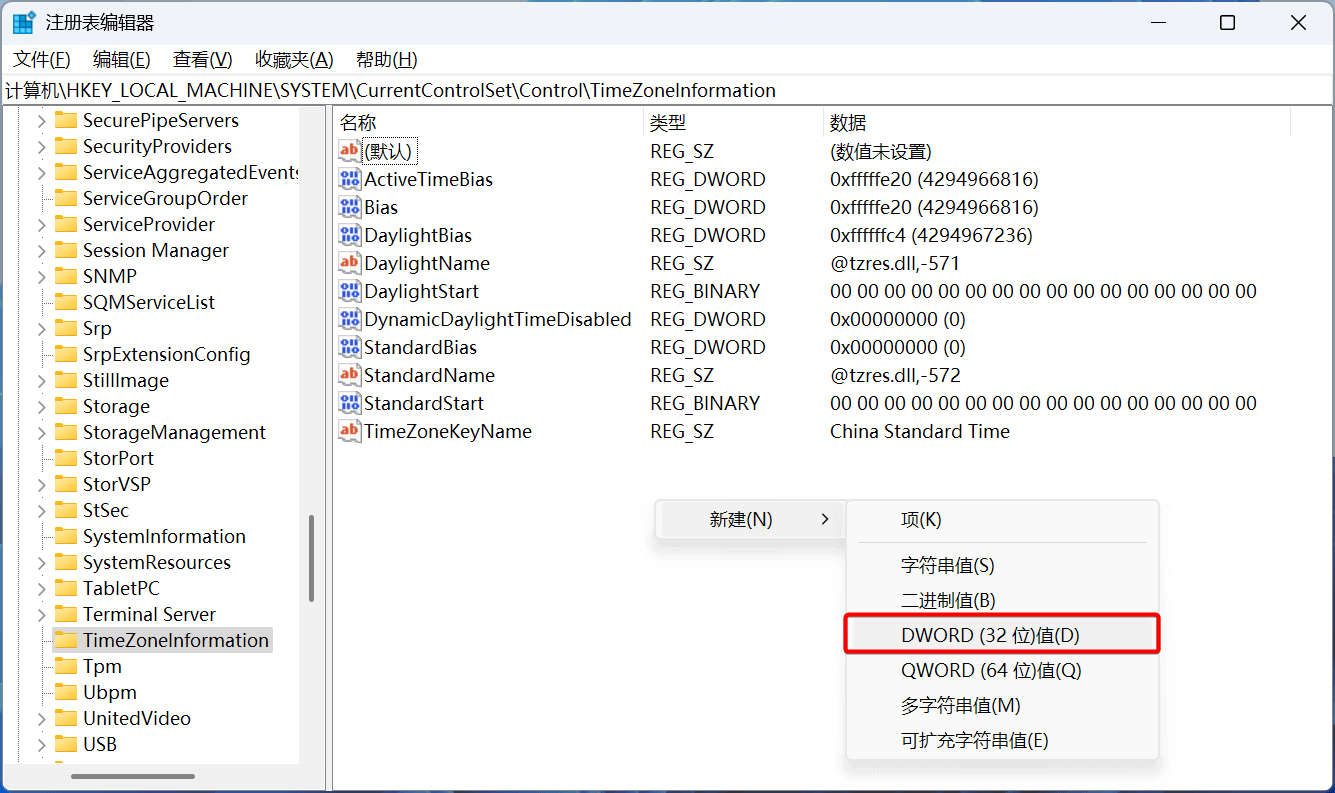 注册表编辑器
文件(F) 编辑(E) 查看(V) 收藏夹(A) 帮助(H)
计算机\HKEY_LOCAL_MACHINE\SYSTEM\CurrentControlSet\Control\TimeZoneInformation
SecurePipeServers
SecurityProviders
ServiceAggregatedEvents
ServiceGroupOrder
ServiceProvider
Session Manager
SNMP
SQMServiceList
Srp
SrpExtensionConfig
StillImage
Storage
StorageManagement
StorPort
StorVSP
StSec
SystemInformation
SystemResources
TabletPC
Terminal Server
TimeZoneInformation
Tpm
Ubpm
UnitedVideo
USB
名称 类型 数据
(默认) REG_SZ (数值未设置)
ActiveTimeBias REG_DWORD 0xfffffe20 (4294966816)
Bias REG_DWORD 0xfffffe20 (4294966816)
DaylightBias REG_DWORD 0xffffffc4 (4294967236)
DaylightName REG_SZ @tzres.dll,-571
DaylightStart REG_BINARY 00 00 00 00 00 00 00 00 00 00 00 00 00 00 00 00
DynamicDaylightTimeDisabled REG_DWORD 0x00000000 (0)
StandardBias REG_DWORD 0x00000000 (0)
StandardName REG_SZ @tzres.dll,-572
StandardStart REG_BINARY 00 00 00 00 00 00 00 00 00 00 00 00 00 00 00 00
TimeZoneKeyName REG_SZ China Standard Time
新建(N)
项(K)
字符串值(S)
二进制值(B)
DWORD (32 位)值(D)
QWORD (64 位)值(Q)
多字符串值(M)
可扩充字符串值(E)